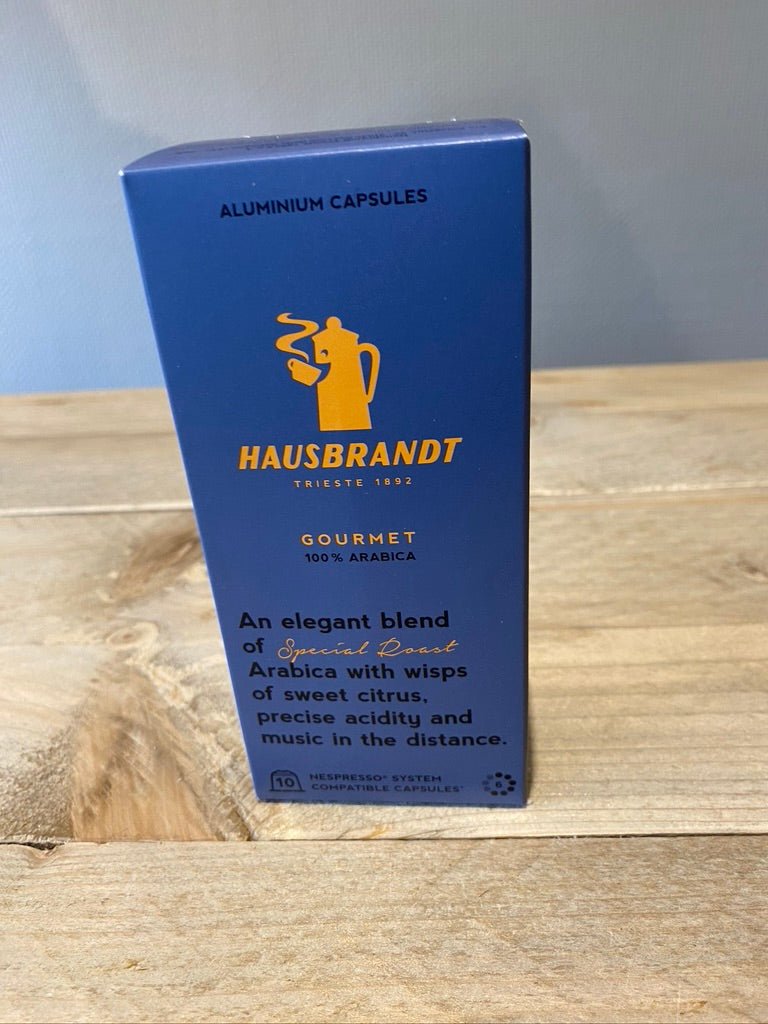 ALUMINIUM CAPSULES
HAUSBRANDT
TRIESTE 1892
GOURMET
100% ARABICA
An elegant blend
of Special Roast
Arabica with wisps
of sweet citrus,
precise acidity and
music in the distance.
10
NESPRESSO® SYSTEM
COMPATIBLE CAPSULES*
6